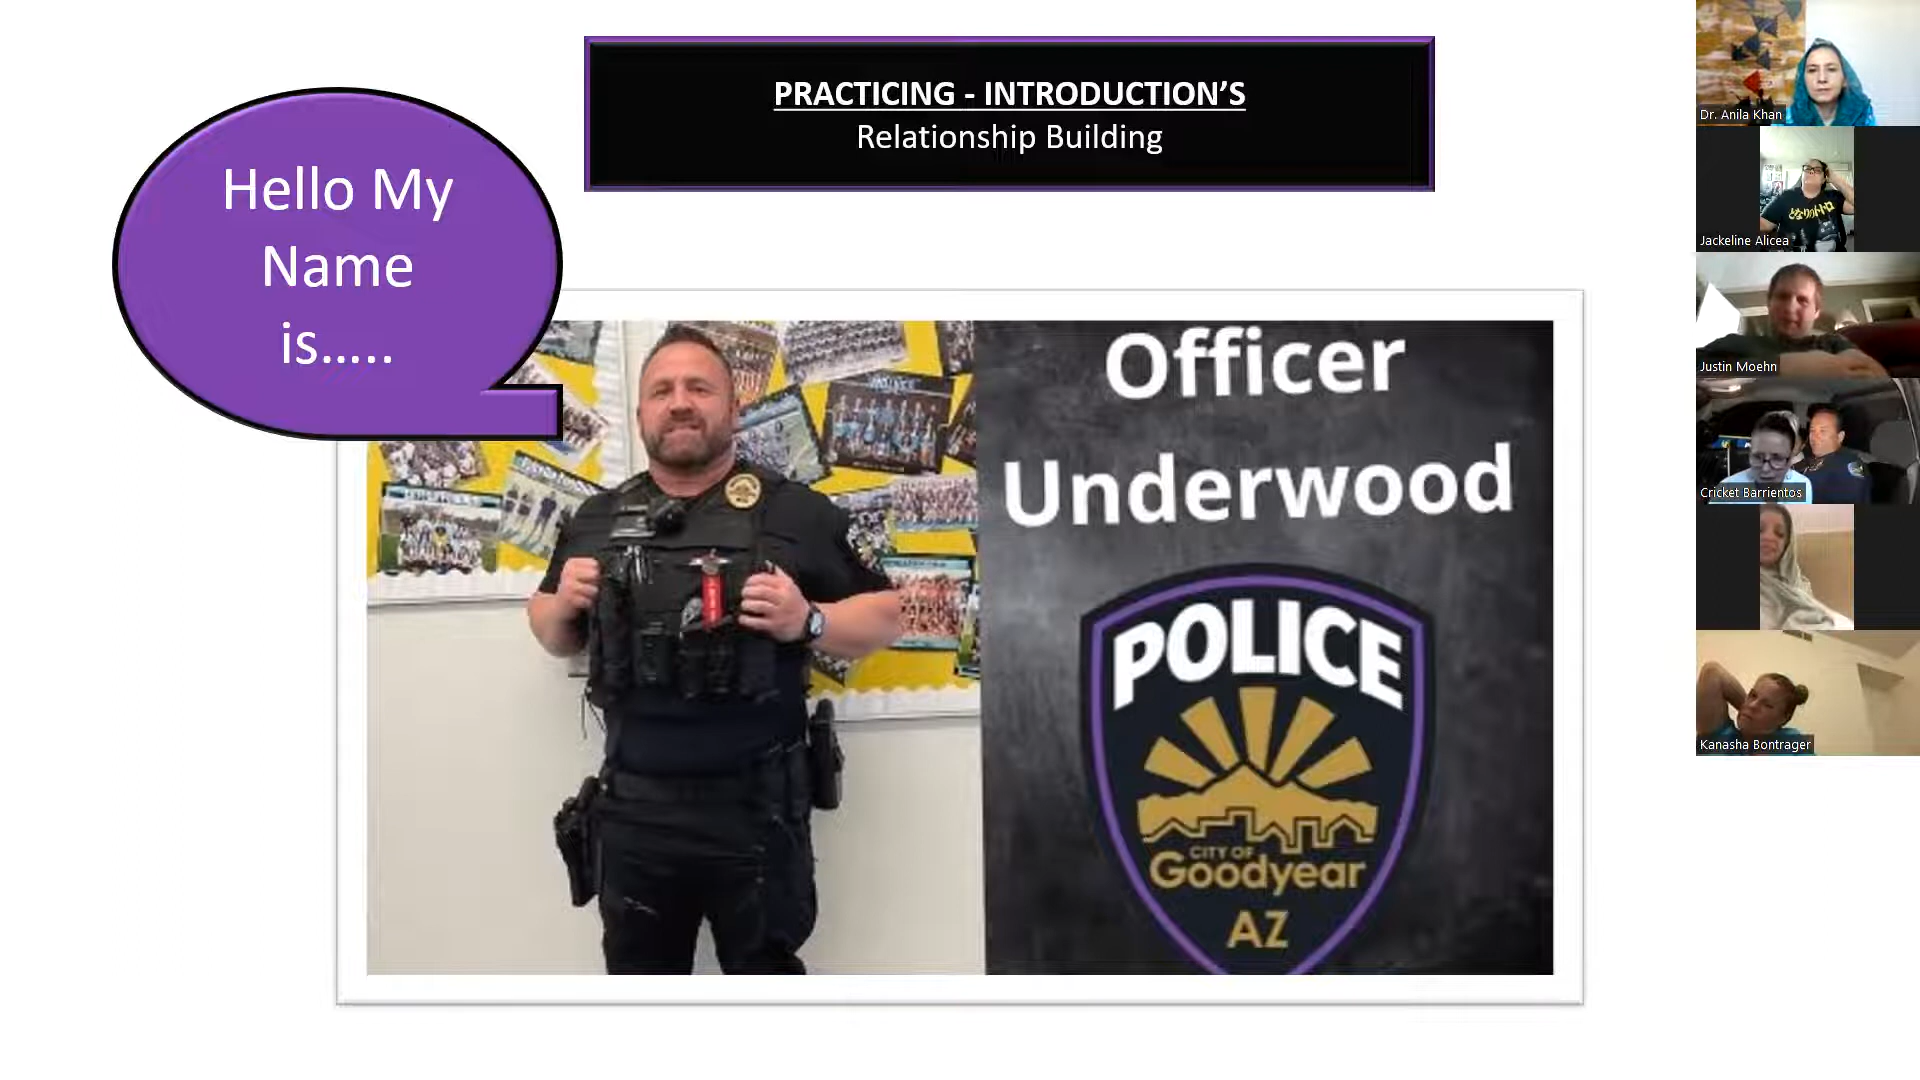 PRACTICING - INTRODUCTION’S
Relationship Building
Hello My
Name
is…..
Officer
Underwood
POLICE
CITY OF
Goodyear
AZ
Dr. Anila Khan
Jackeline Alicea
Justin Moehn
Cricket Barrientos
Kanasha Bontrager